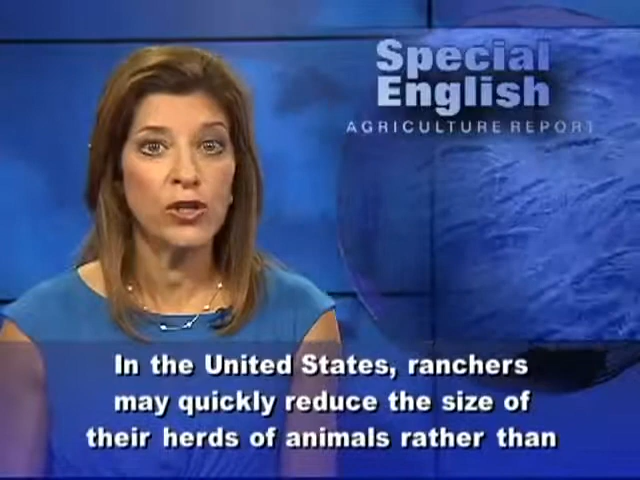 Special
English
AGRICULTURE REPORT
In the United States, ranchers
may quickly reduce the size of
their herds of animals rather than